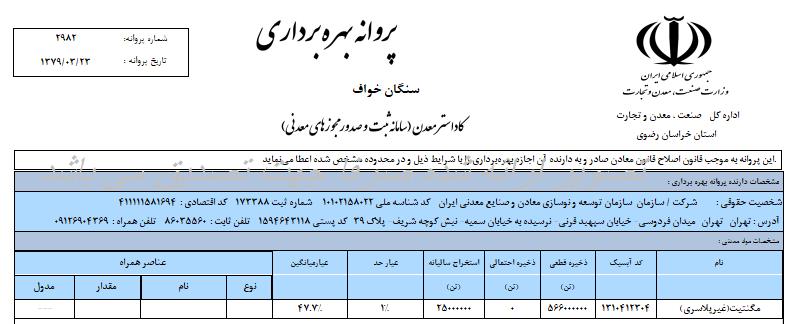 جمهوری اسلامی ایران
وزارت صنعت، معدن و تجارت
اداره کل صنعت، معدن و تجارت
استان خراسان رضوی
پروانه بهره برداری
سنگان خواف
کاداستر معدن (سامانه ثبت و صدور مجوزهای معدنی)
شماره پروانه: ۲۹۸۲
تاریخ پروانه: ۱۳۷۹/۰۳/۲۳
این پروانه به موجب قانون اصلاح قانون معادن صادر و به دارنده آن اجازه بهره‌برداری را با شرایط ذیل و در محدوده مشخص شده اعطا می‌نماید.
مشخصات دارنده پروانه بهره برداری:
شخصیت حقوقی: شرکت / سازمان سازمان توسعه و نوسازی معادن و صنایع معدنی ایران کد شناسه ملی ۱۰۱۰۲۱۵۸۰۲۲ شماره ثبت ۱۷۳۳۸۸ کد اقتصادی: ۴۱۱۱۱۱۵۸۱۶۹۴
آدرس: تهران تهران میدان فردوسی- خیابان سپهبد قرنی- نرسیده به خیابان سمیه- نبش کوچه شریف- پلاک ۳۹ کد پستی ۱۵۹۴۶۴۳۱۱۸ تلفن ثابت: ۸۶۰۳۵۵۶۰ تلفن همراه: ۰۹۱۲۶۹۰۴۳۶۹
مشخصات مواد معدنی:
نام کد آیسیک ذخیره قطعی (تن) ذخیره احتمالی (تن) استخراج سالیانه (تن) عیار حد عیارمیانگین عناصر همراه
نوع نام مقدار مدول
مگنتیت(غیرپلاسری) ۱۳۱۰۴۱۲۳۰۴ ۵۶۶۰۰۰۰۰۰ ۰ ۲۵۰۰۰۰۰۰ ۱٪ ۴۷.۷٪ ---